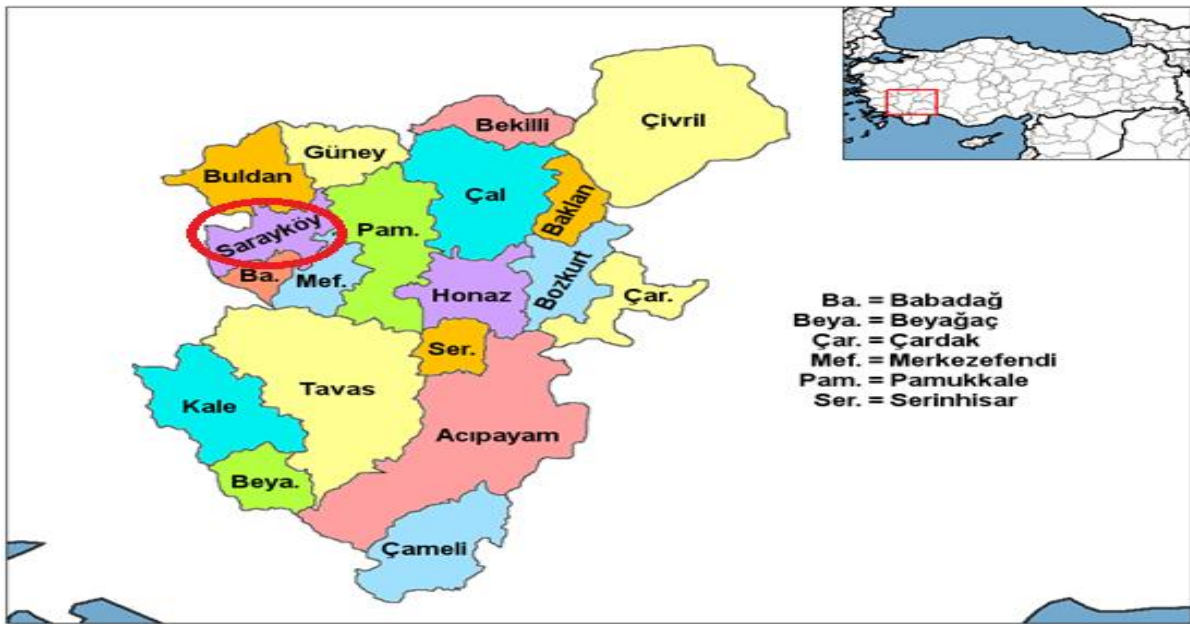 Bekilli
Çivril
Güney
Buldan
Çal
Baklan
Sarayköy
Pam.
Ba.
Mef.
Honaz
Bozkurt
Çar.
Ser.
Tavas
Kale
Acıpayam
Beya.
Çameli
Ba. = Babadağ
Beya. = Beyağaç
Çar. = Çardak
Mef. = Merkezefendi
Pam. = Pamukkale
Ser. = Serinhisar